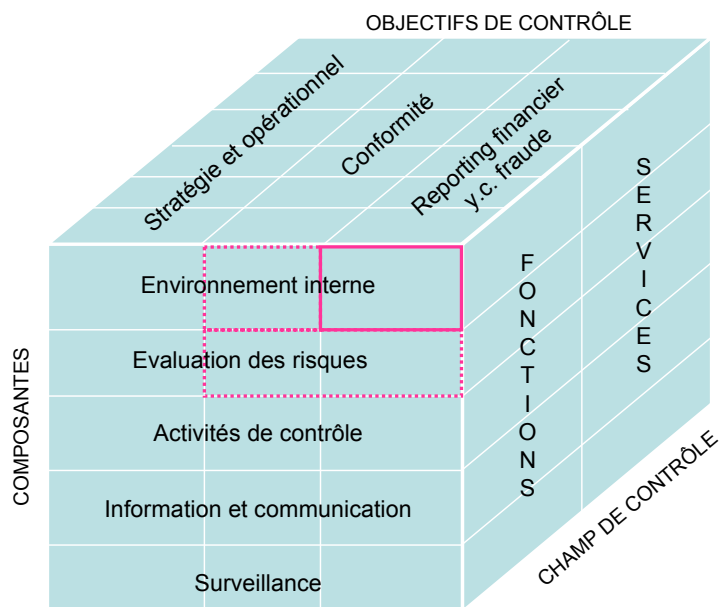 OBJECTIFS DE CONTRÔLE
Stratégie et opérationnel
Conformité
Reporting financier
y.c. fraude
SERVICES
FONCTIONS
COMPOSANTES
Environnement interne
Evaluation des risques
Activités de contrôle
Information et communication
Surveillance
CHAMP DE CONTRÔLE